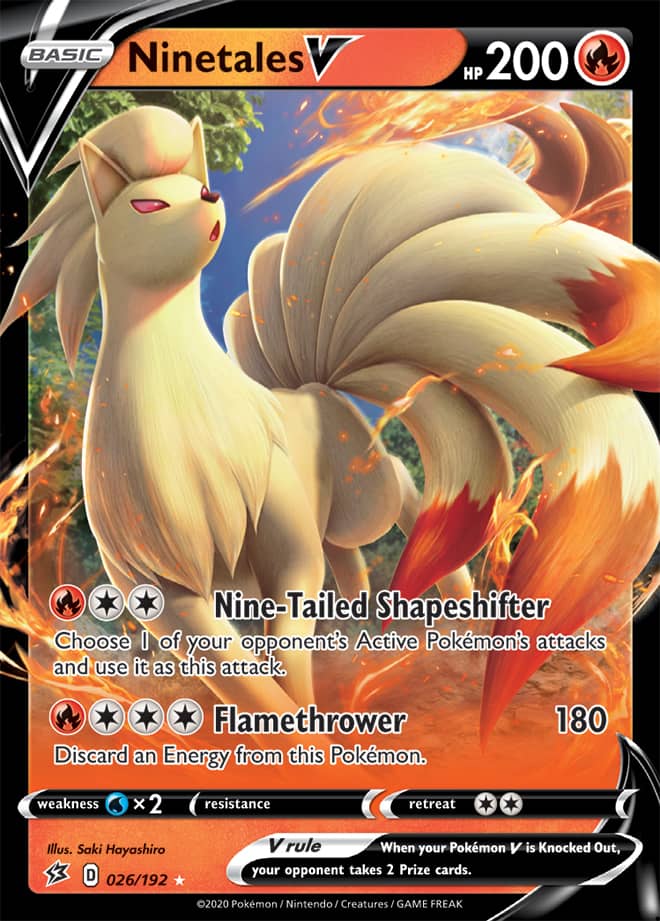 BASIC Ninetales V HP 200
Nine-Tailed Shapeshifter
Choose 1 of your opponent's Active Pokémon's attacks
and use it as this attack.
Flamethrower 180
Discard an Energy from this Pokémon.
weakness ×2 resistance retreat
Illus. Saki Hayashiro
V rule When your Pokémon V is Knocked Out,
your opponent takes 2 Prize cards.
D 026/192
©2020 Pokémon / Nintendo / Creatures / GAME FREAK